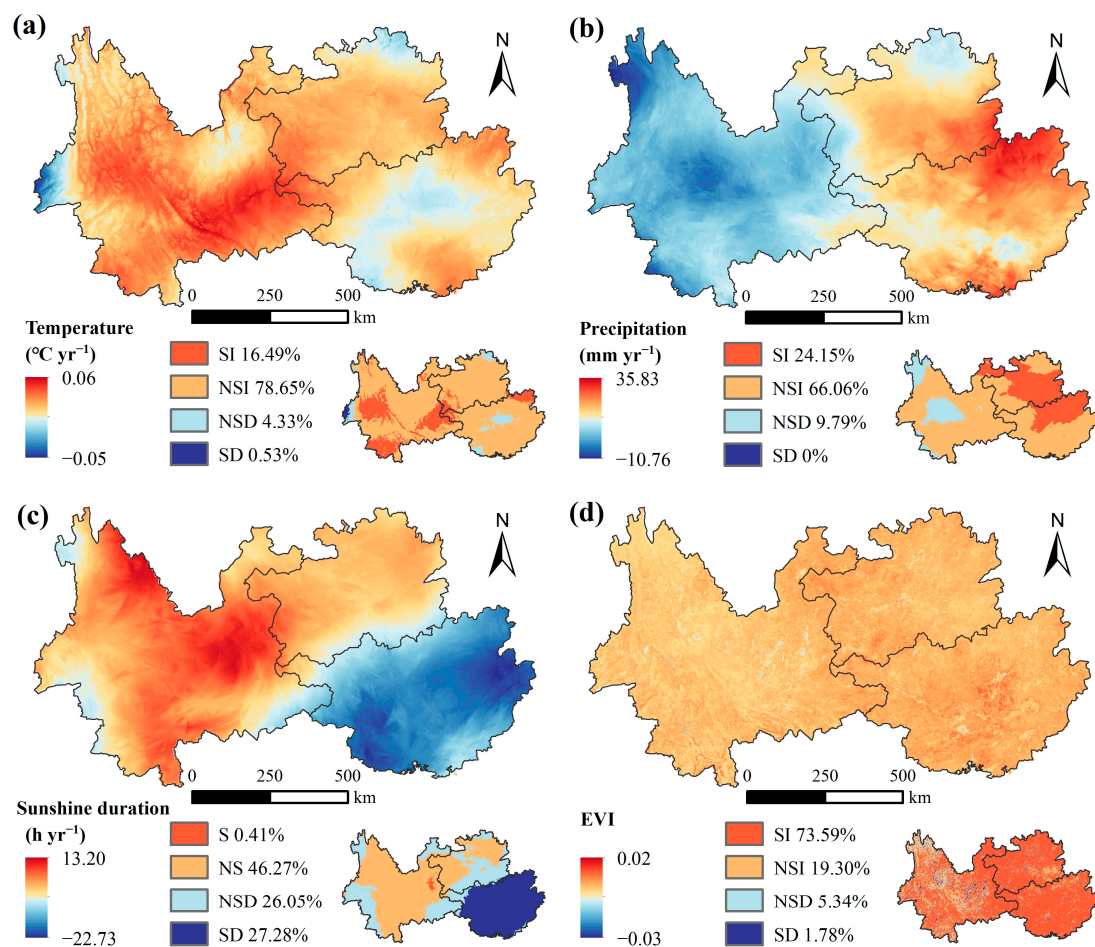 (a)
N
0 250 500
km
Temperature
(°C yr⁻¹)
0.06
−0.05
SI 16.49%
NSI 78.65%
NSD 4.33%
SD 0.53%
(b)
N
0 250 500
km
Precipitation
(mm yr⁻¹)
35.83
−10.76
SI 24.15%
NSI 66.06%
NSD 9.79%
SD 0%
(c)
N
0 250 500
km
Sunshine duration
(h yr⁻¹)
13.20
−22.73
S 0.41%
NS 46.27%
NSD 26.05%
SD 27.28%
(d)
N
0 250 500
km
EVI
0.02
−0.03
SI 73.59%
NSI 19.30%
NSD 5.34%
SD 1.78%